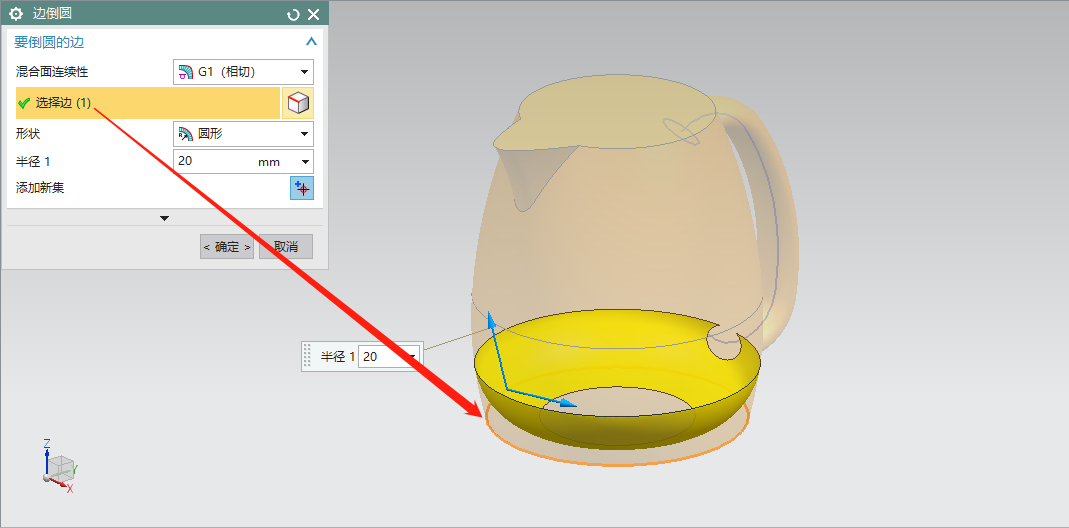 边倒圆
要倒圆的边
混合面连续性 G1（相切）
选择边 (1)
形状 圆形
半径 1 20 mm
添加新集
< 确定 > 取消
半径 1 20
Z
Y
X